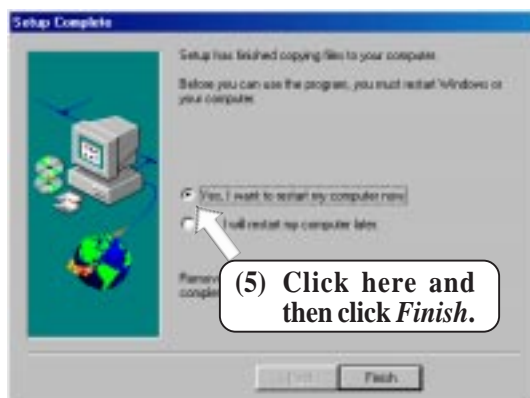 Setup Complete
Setup has finished copying files to your computer.
Before you can use the program, you must restart Windows or
your computer.
Yes, I want to restart my computer now.
I will restart my computer later.
Remove
(5) Click here and
then click Finish.
comple
Finish